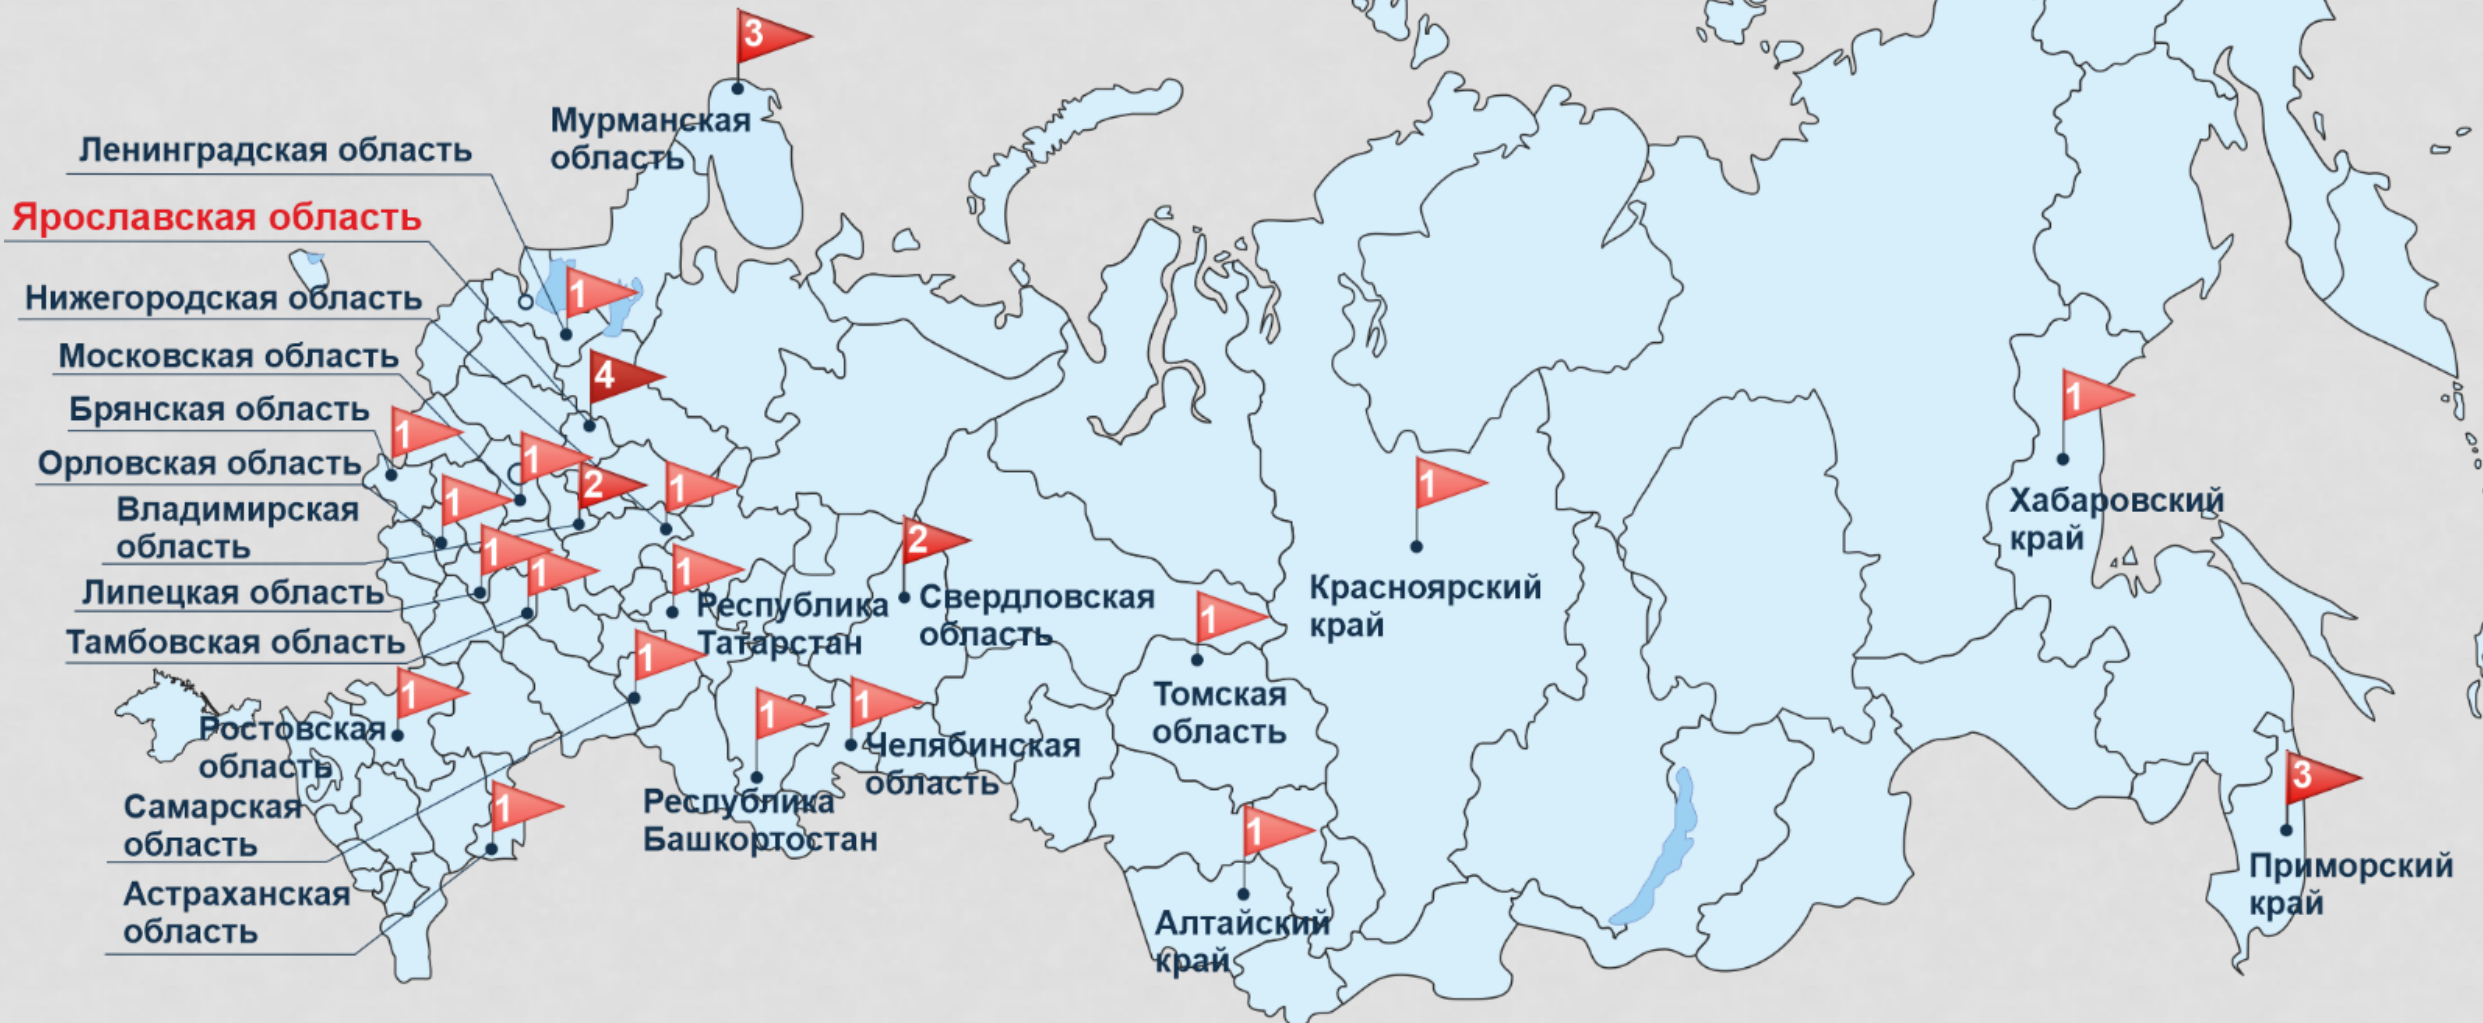 3
Мурманская
область
Ленинградская область
Ярославская область
1
Нижегородская область
Московская область
4
Брянская область
1
Орловская область
1
2
1
1
Владимирская
область
1
1
Липецкая область
Тамбовская область
1
Республика
Татарстан
2
Свердловская
область
1
Томская
область
1
Красноярский
край
1
Хабаровский
край
1
Ростовская
область
1
Самарская
область
1
Астраханская
область
1
Республика
Башкортостан
1
Челябинская
область
1
Алтайский
край
3
Приморский
край